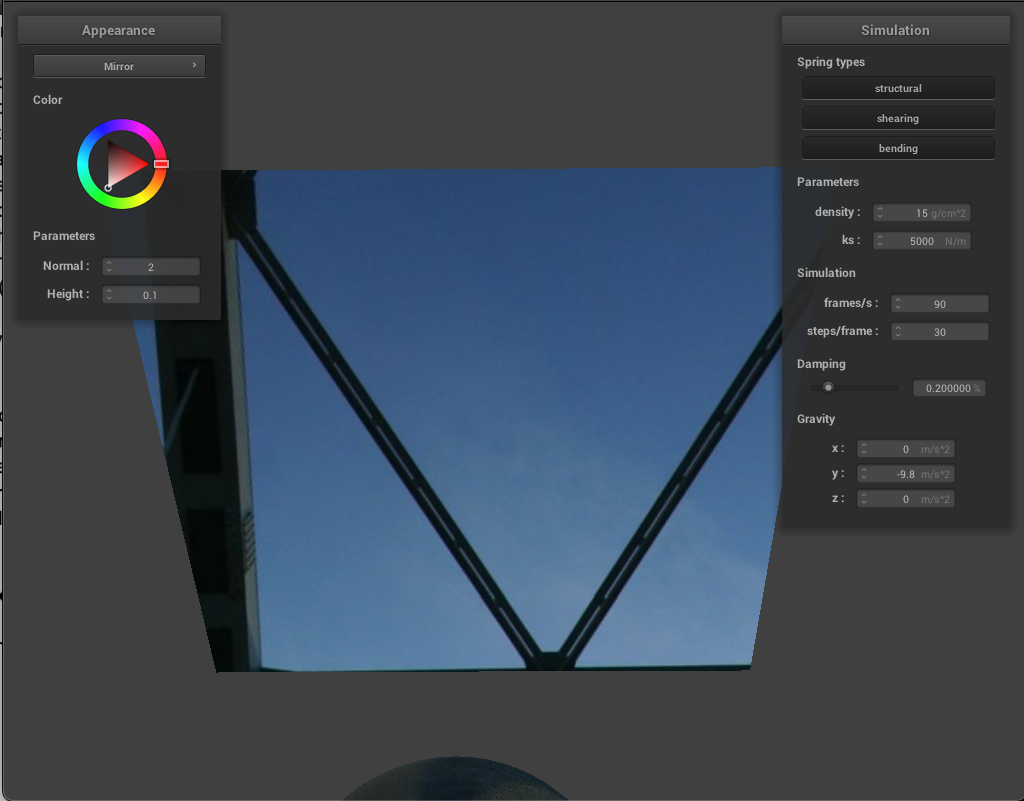 Appearance
Mirror
Color
Parameters
Normal : 2
Height : 0.1
Simulation
Spring types
structural
shearing
bending
Parameters
density : 15 g/cm^2
ks : 5000 N/m
Simulation
frames/s : 90
steps/frame : 30
Damping
0.200000 %
Gravity
x : 0 m/s^2
y : -9.8 m/s^2
z : 0 m/s^2